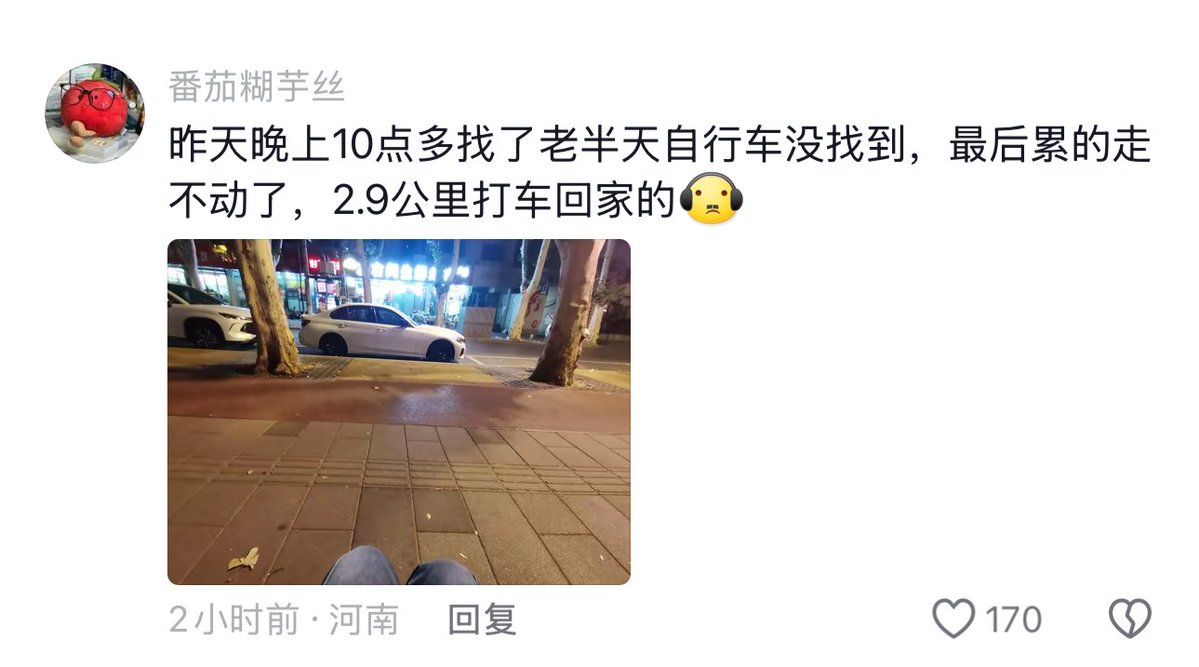 番茄糊芋丝
昨天晚上10点多找了老半天自行车没找到，最后累的走
不动了，2.9公里打车回家的
2小时前 · 河南 回复 170